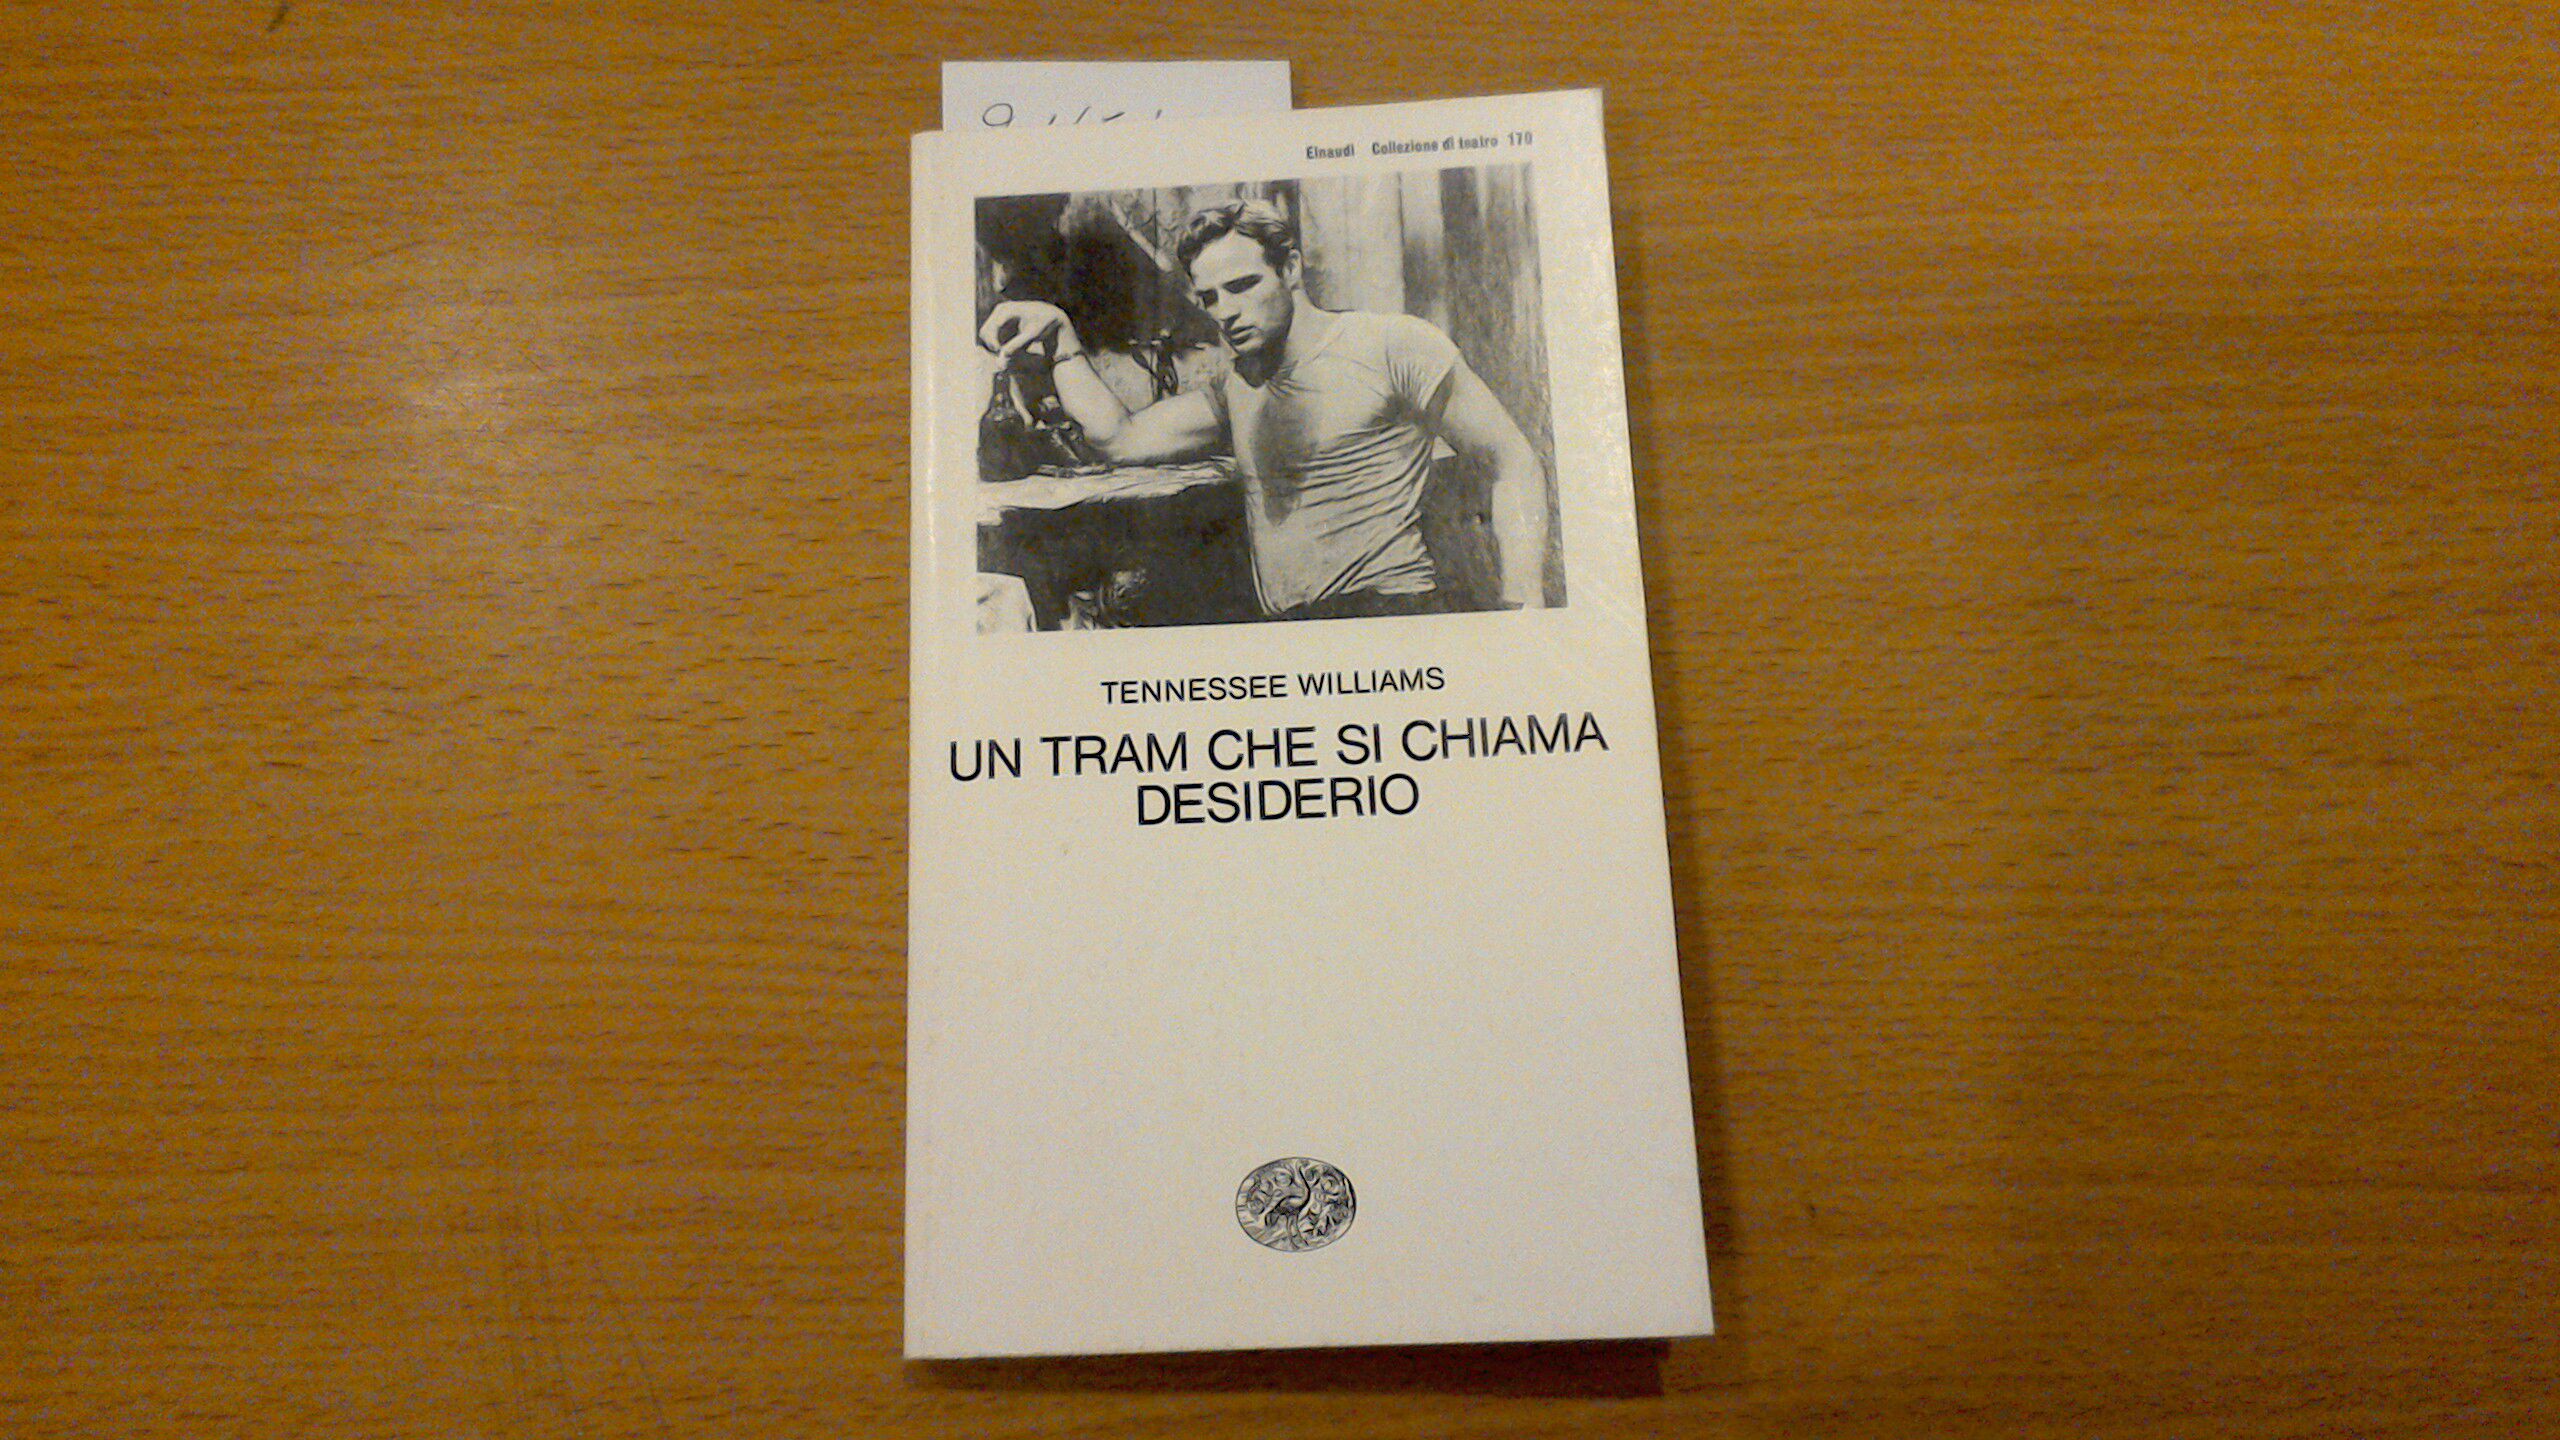 Einaudi Collezione di teatro 170
TENNESSEE WILLIAMS
UN TRAM CHE SI CHIAMA
DESIDERIO